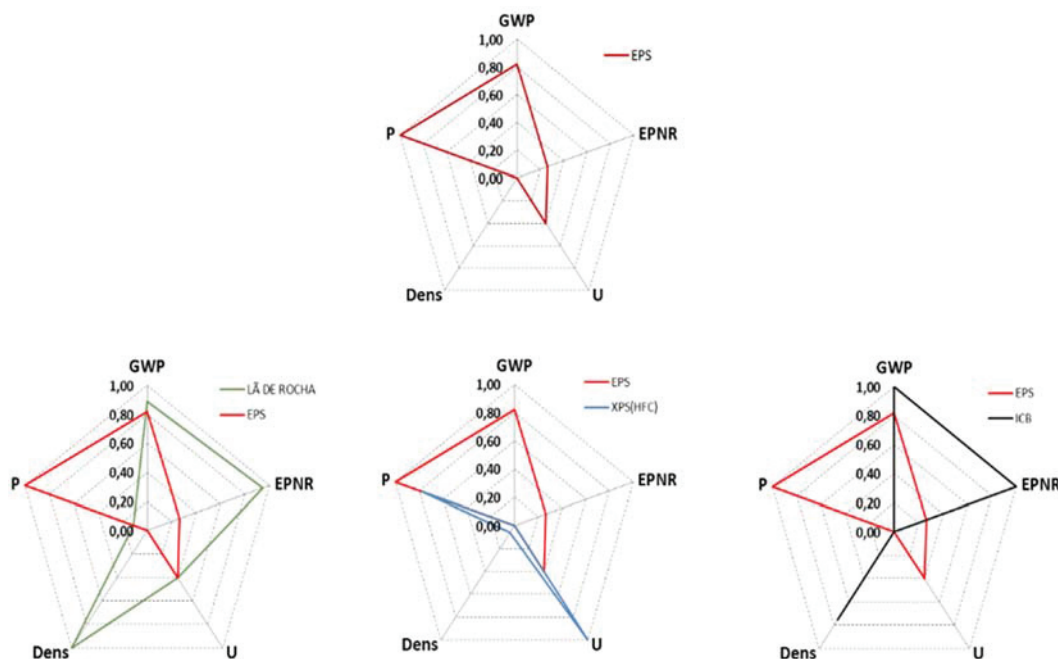 GWP
1,00
EPS
0,80
0,60
P
EPNR
0,40
0,20
0,00
Dens
U
GWP
1,00
LÃ DE ROCHA
0,80
EPS
0,60
P
EPNR
0,40
0,20
0,00
Dens
U
GWP
1,00
EPS
0,80
XPS(HFC)
0,60
P
EPNR
0,40
0,20
0,00
Dens
U
GWP
1,00
EPS
0,80
ICB
0,60
P
EPNR
0,40
0,20
0,00
Dens
U